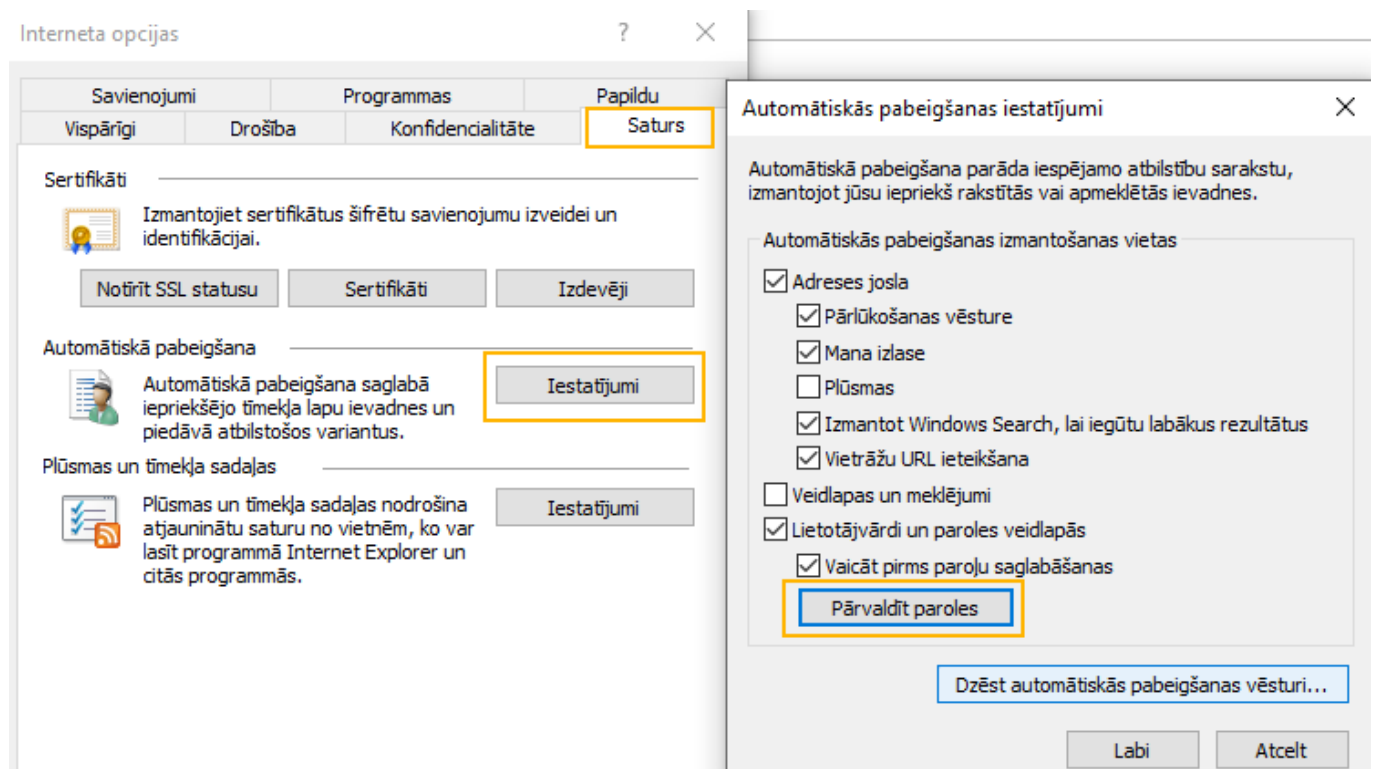 Interneta opcijas
?
Savienojumi
Programmas
Papildu
Vispārīgi
Drošība
Konfidencialitāte
Saturs
Sertifikāti
Izmantojiet sertifikātus šifrētu savienojumu izveidei un
identifikācijai.
Notīrīt SSL statusu
Sertifikāti
Izdevēji
Automātiskā pabeigšana
Automātiskā pabeigšana saglabā
iepriekšējo tīmekļa lapu ievadnes un
piedāvā atbilstošos variantus.
Iestatījumi
Plūsmas un tīmekļa sadaļas
Plūsmas un tīmekļa sadaļas nodrošina
atjauninātu saturu no vietnēm, ko var
lasīt programmā Internet Explorer un
citās programmās.
Iestatījumi
Automātiskās pabeigšanas iestatījumi
Automātiskā pabeigšana parāda iespējamo atbilstību sarakstu,
izmantojot jūsu iepriekš rakstītās vai apmeklētās ievadnes.
Automātiskās pabeigšanas izmantošanas vietas
Adreses josla
Pārlūkošanas vēsture
Mana izlase
Plūsmas
Izmantot Windows Search, lai iegūtu labākus rezultātus
Vietrāžu URL ieteikšana
Veidlapas un meklējumi
Lietotājvārdi un paroles veidlapās
Vaicāt pirms paroļu saglabāšanas
Pārvaldīt paroles
Dzēst automātiskās pabeigšanas vēsturi...
Labi
Atcelt